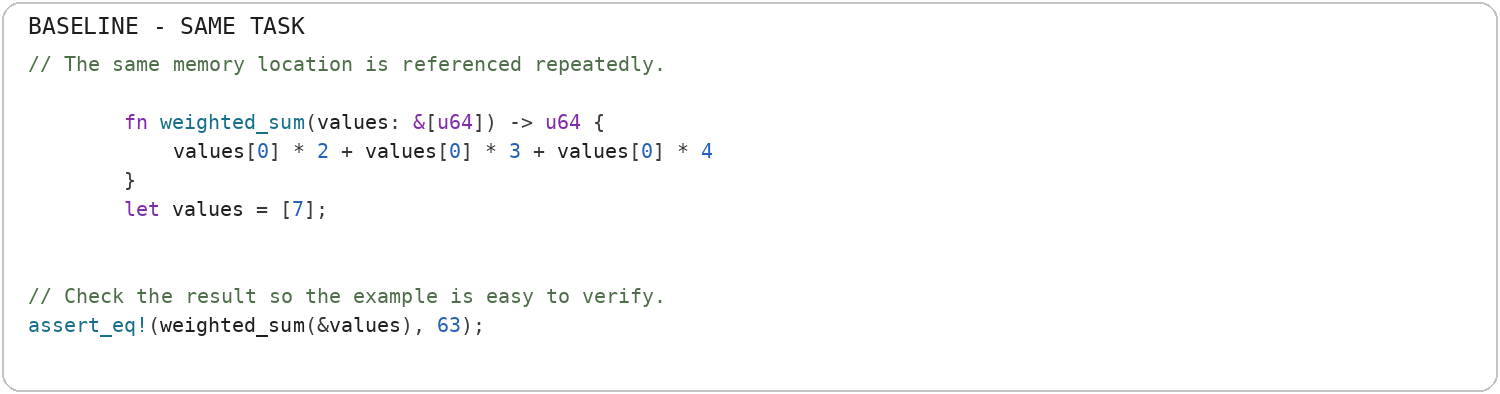 BASELINE - SAME TASK
// The same memory location is referenced repeatedly.
fn weighted_sum(values: &[u64]) -> u64 {
    values[0] * 2 + values[0] * 3 + values[0] * 4
}
let values = [7];
// Check the result so the example is easy to verify.
assert_eq!(weighted_sum(&values), 63);